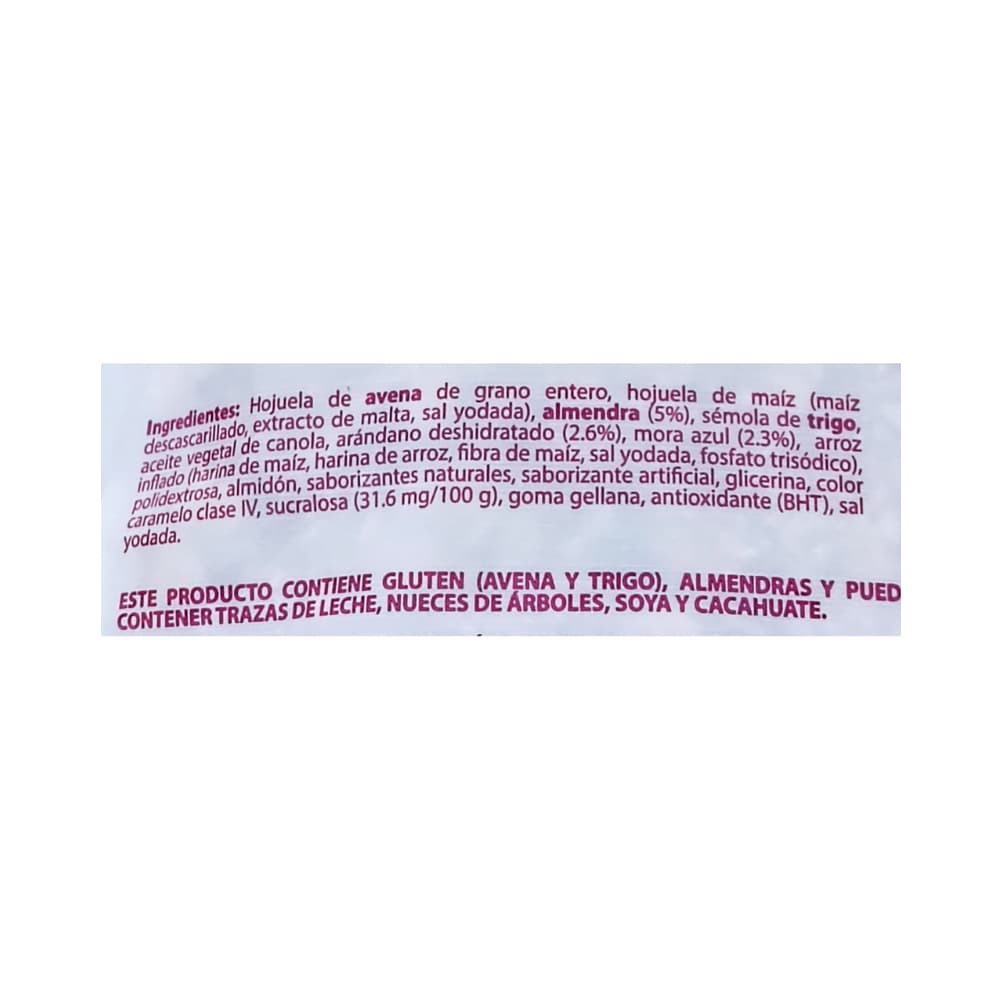 Ingredientes: Hojuela de avena de grano entero, hojuela de maíz (maíz
descascarillado, extracto de malta, sal yodada), almendra (5%), sémola de trigo,
aceite vegetal de canola, arándano deshidratado (2.6%), mora azul (2.3%), arroz
inflado (harina de maíz, harina de arroz, fibra de maíz, sal yodada, fosfato trisódico),
polidextrosa, almidón, saborizantes naturales, saborizante artificial, glicerina, color
caramelo clase IV, sucralosa (31.6 mg/100 g), goma gellana, antioxidante (BHT), sal
yodada.
ESTE PRODUCTO CONTIENE GLUTEN (AVENA Y TRIGO), ALMENDRAS Y PUED
CONTENER TRAZAS DE LECHE, NUECES DE ÁRBOLES, SOYA Y CACAHUATE.